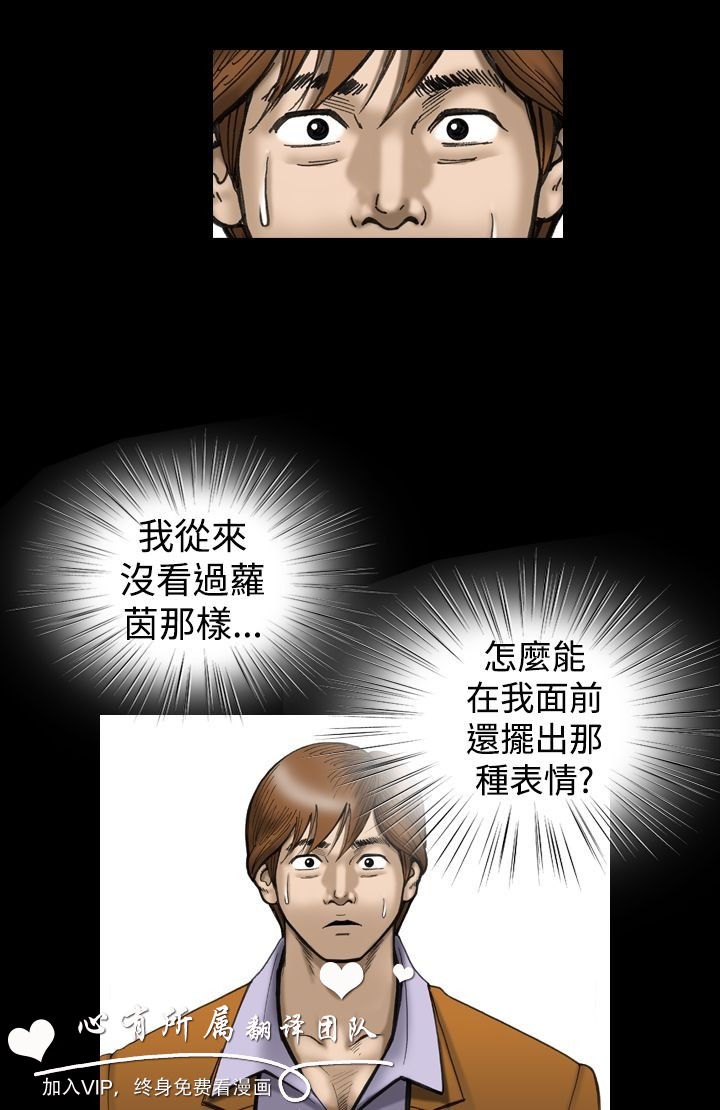 我從來
沒看過蘿
茵那樣...
怎麼能
在我面前
還擺出那
種表情?
心有所属翻译团队
加入VIP，终身免费看漫画